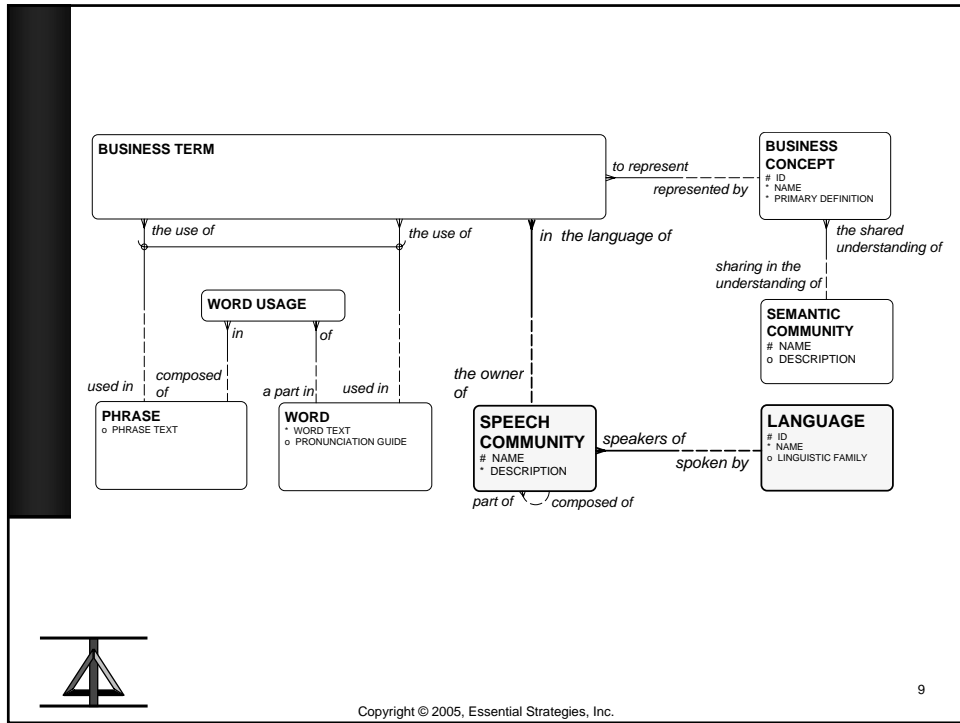 BUSINESS TERM
to represent
represented by
BUSINESS
CONCEPT
# ID
* NAME
* PRIMARY DEFINITION
the use of
the use of
in the language of
the shared
understanding of
sharing in the
understanding of
WORD USAGE
in
of
SEMANTIC
COMMUNITY
# NAME
o DESCRIPTION
used in
composed
of
a part in
used in
the owner
of
PHRASE
o PHRASE TEXT
WORD
* WORD TEXT
o PRONUNCIATION GUIDE
SPEECH
COMMUNITY
# NAME
* DESCRIPTION
speakers of
spoken by
LANGUAGE
# ID
* NAME
o LINGUISTIC FAMILY
part of
composed of
9
Copyright © 2005, Essential Strategies, Inc.